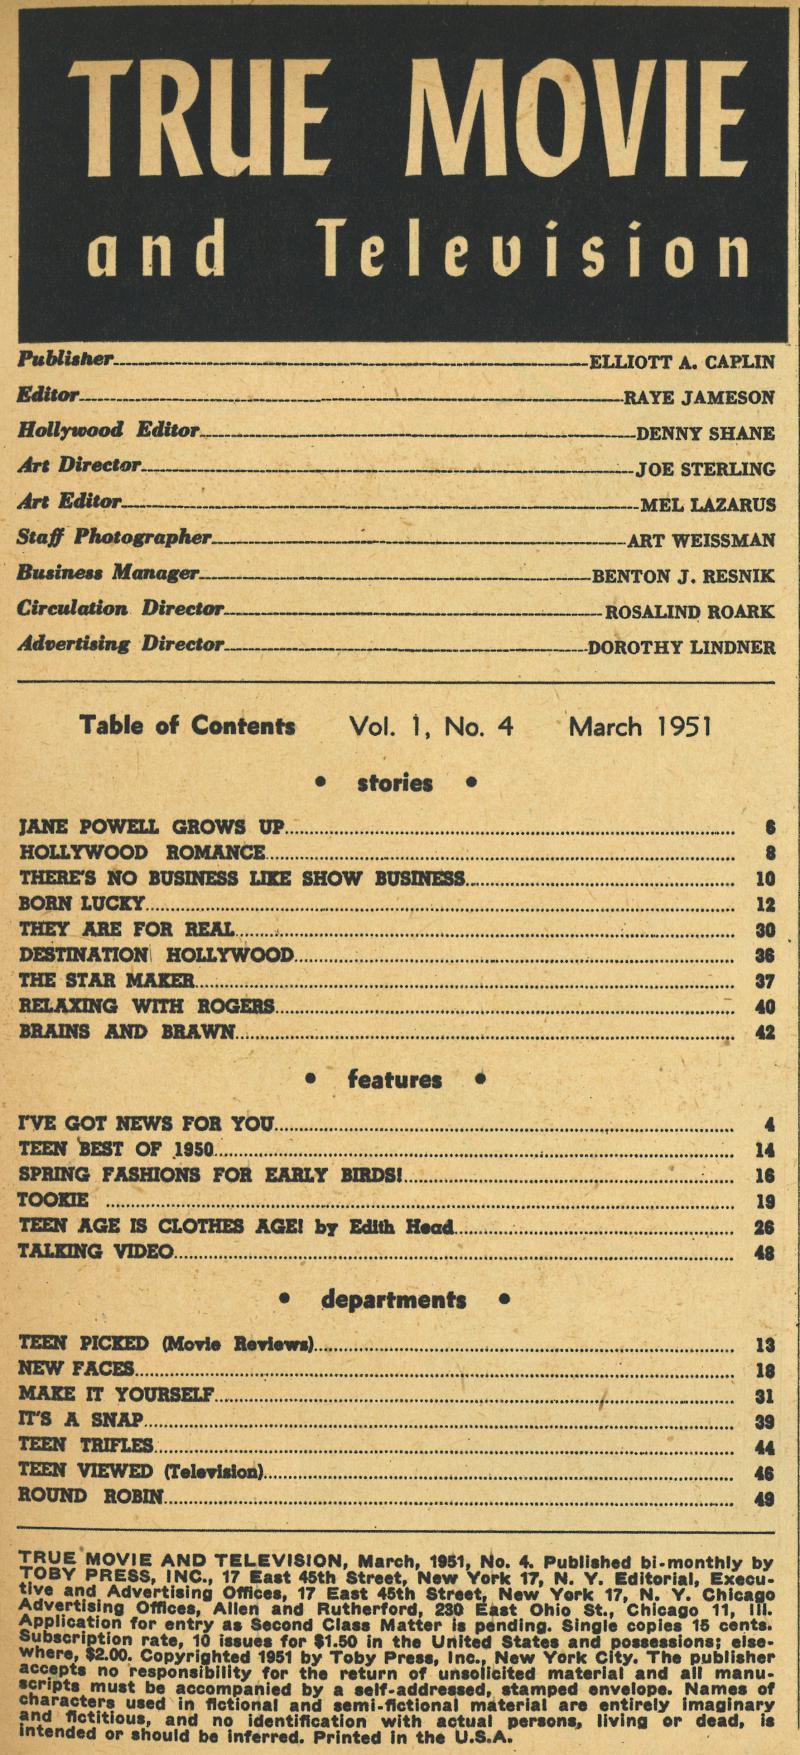 TRUE MOVIE
and Television
Publisher ELLIOTT A. CAPLIN
Editor RAYE JAMESON
Hollywood Editor DENNY SHANE
Art Director JOE STERLING
Art Editor MEL LAZARUS
Staff Photographer ART WEISSMAN
Business Manager BENTON J. RESNIK
Circulation Director ROSALIND ROARK
Advertising Director DOROTHY LINDNER
Table of Contents Vol. 1, No. 4 March 1951
• stories •
JANE POWELL GROWS UP 6
HOLLYWOOD ROMANCE 8
THERE'S NO BUSINESS LIKE SHOW BUSINESS 10
BORN LUCKY 12
THEY ARE FOR REAL 30
DESTINATION HOLLYWOOD 36
THE STAR MAKER 37
RELAXING WITH ROGERS 40
BRAINS AND BRAWN 42
• features •
I'VE GOT NEWS FOR YOU 4
TEEN BEST OF 1950 14
SPRING FASHIONS FOR EARLY BIRDS! 16
TOOKIE 19
TEEN AGE IS CLOTHES AGE! by Edith Head 26
TALKING VIDEO 48
• departments •
TEEN PICKED (Movie Reviews) 13
NEW FACES 18
MAKE IT YOURSELF 31
IT'S A SNAP 39
TEEN TRIFLES 44
TEEN VIEWED (Television) 46
ROUND ROBIN 49
TRUE MOVIE AND TELEVISION, March, 1951, No. 4. Published bi-monthly by
TOBY PRESS, INC., 17 East 45th Street, New York 17, N. Y. Editorial, Execu-
tive and Advertising Offices, 17 East 45th Street, New York 17, N. Y. Chicago
Advertising Offices, Allen and Rutherford, 230 East Ohio St., Chicago 11, Ill.
Application for entry as Second Class Matter is pending. Single copies 15 cents.
Subscription rate, 10 issues for $1.50 in the United States and possessions; else-
where, $2.00. Copyrighted 1951 by Toby Press, Inc., New York City. The publisher
accepts no responsibility for the return of unsolicited material and all manu-
scripts must be accompanied by a self-addressed, stamped envelope. Names of
characters used in fictional and semi-fictional material are entirely imaginary
and fictitious, and no identification with actual persons, living or dead, is
intended or should be inferred. Printed in the U.S.A.